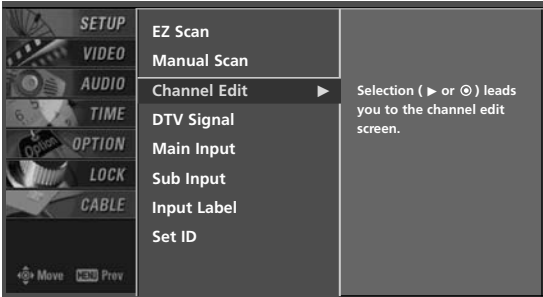 SETUP
VIDEO
AUDIO
TIME
OPTION
LOCK
CABLE
Move MENU Prev
EZ Scan
Manual Scan
Channel Edit ▶
DTV Signal
Main Input
Sub Input
Input Label
Set ID
Selection ( ▶ or ⊙ ) leads
you to the channel edit
screen.